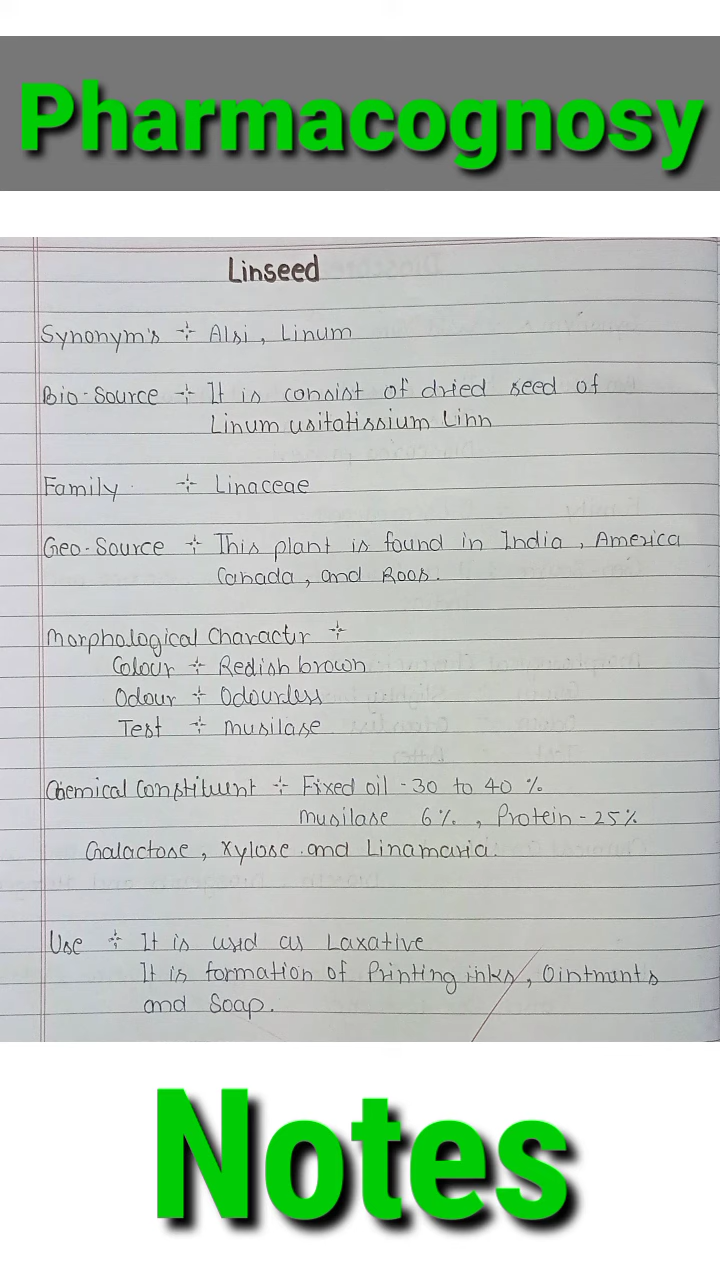 Pharmacognosy
Linseed
Synonym's ÷ Alsi, Linum
Bio-Source ÷ It is consist of dried seed of
Linum usitatissium Linn
Family ÷ Linaceae
Geo-Source ÷ This plant is found in India, America
Canada, and Roos.
Morphological Charactr ÷
Colour ÷ Redish brown
Odour ÷ Odourless
Test ÷ musilase
Chemical Constituent ÷ Fixed oil - 30 to 40 %
musilase 6%, Protein - 25%
Galactose, Xylose and Linamaria.
Use ÷ It is used as Laxative
It is formation of Printing inks, Ointments
and Soap.
Notes